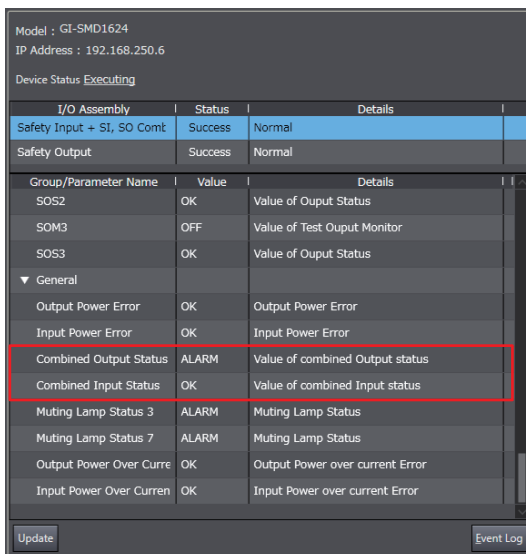 Model : GI-SMD1624
IP Address : 192.168.250.6
Device Status Executing
I/O Assembly Status Details
Safety Input + SI, SO Comb Success Normal
Safety Output Success Normal
Group/Parameter Name Value Details
SOS2 OK Value of Ouput Status
SOM3 OFF Value of Test Ouput Monitor
SOS3 OK Value of Ouput Status
▼ General
Output Power Error OK Output Power Error
Input Power Error OK Input Power Error
Combined Output Status ALARM Value of combined Output status
Combined Input Status OK Value of combined Input status
Muting Lamp Status 3 ALARM Muting Lamp Status
Muting Lamp Status 7 ALARM Muting Lamp Status
Output Power Over Curre OK Output Power over current Error
Input Power Over Curren OK Input Power over current Error
Update Event Log